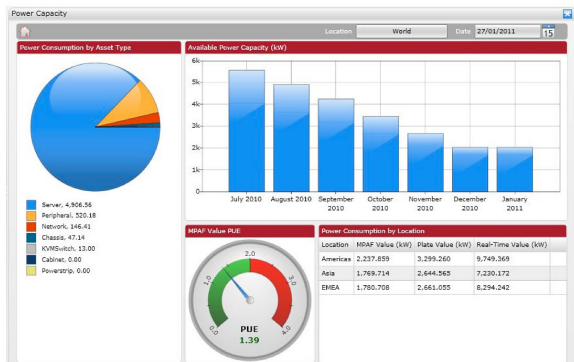 Power Capacity
Location World Date 27/01/2011 15
Power Consumption by Asset Type
Server, 4,906.56
Peripheral, 520.18
Network, 146.41
Chassis, 47.14
KVMSwitch, 13.00
Cabinet, 0.00
Powerstrip, 0.00
Available Power Capacity (kW)
6k
5k
4k
3k
2k
1k
0
July 2010 August 2010 September 2010 October 2010 November 2010 December 2010 January 2011
MPAF Value PUE
0.0 1.0 2.0 3.0 4.0
PUE
1.39
Power Consumption by Location
Location MPAF Value (kW) Plate Value (kW) Real-Time Value (kW)
Americas 2,237.859 3,299.260 9,749.369
Asia 1,769.714 2,644.565 7,230.172
EMEA 1,780.708 2,661.055 8,294.242